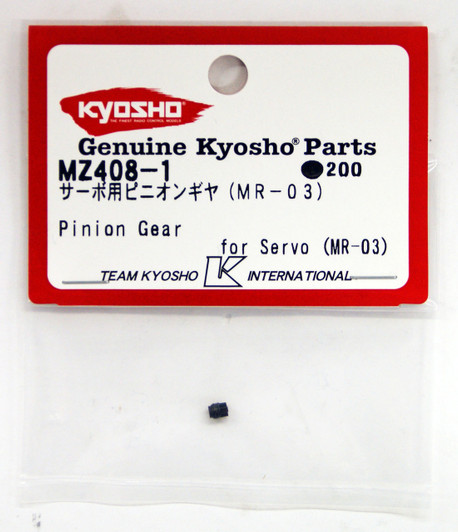 KYOSHO
THE FINEST RADIO CONTROL MODELS
Genuine Kyosho® Parts
MZ408-1 ●200
サーボ用ピニオンギヤ(MR-03)
Pinion Gear
for Servo (MR-03)
TEAM KYOSHO K INTERNATIONAL